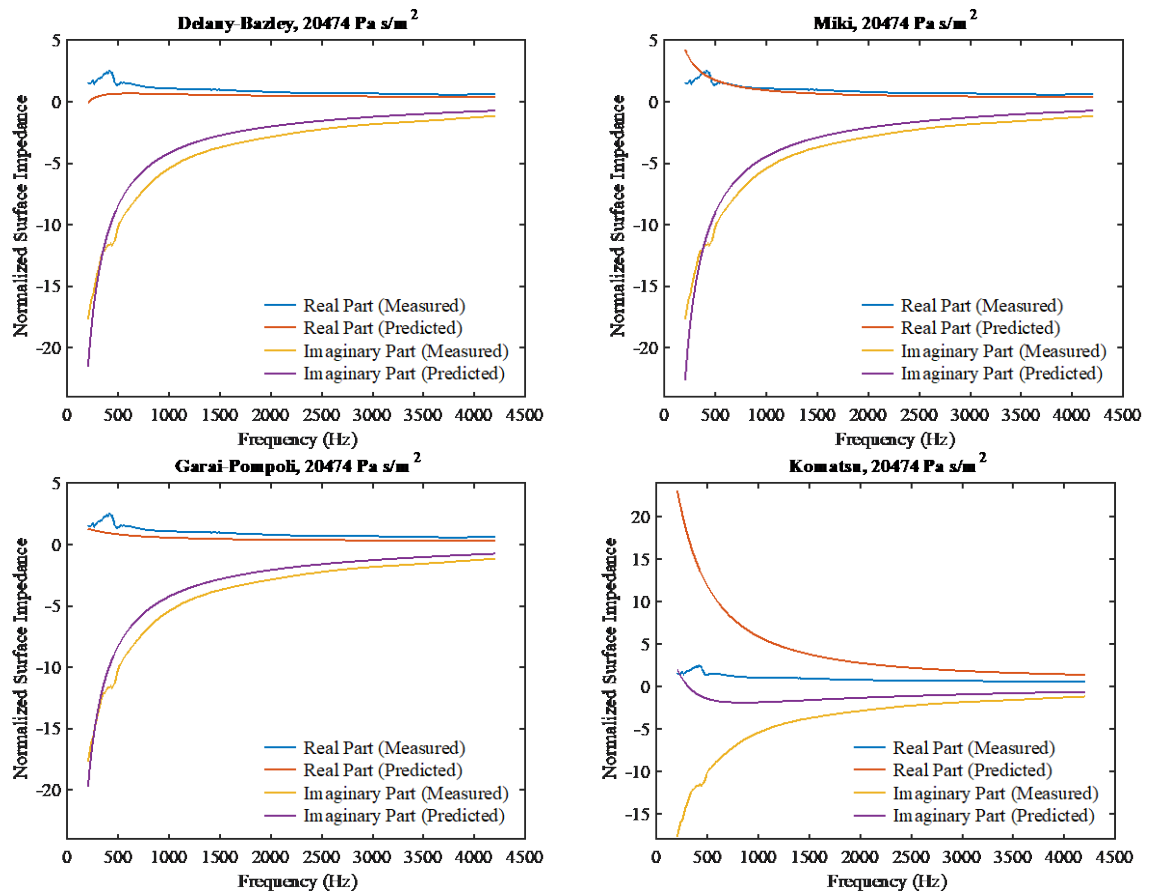 Delany-Bazley, 20474 Pa s/m²
Normalized Surface Impedance
5
0
-5
-10
-15
-20
Real Part (Measured)
Real Part (Predicted)
Imaginary Part (Measured)
Imaginary Part (Predicted)
0 500 1000 1500 2000 2500 3000 3500 4000 4500
Frequency (Hz)
Miki, 20474 Pa s/m²
Normalized Surface Impedance
5
0
-5
-10
-15
-20
Real Part (Measured)
Real Part (Predicted)
Imaginary Part (Measured)
Imaginary Part (Predicted)
0 500 1000 1500 2000 2500 3000 3500 4000 4500
Frequency (Hz)
Garai-Pompoli, 20474 Pa s/m²
Normalized Surface Impedance
5
0
-5
-10
-15
-20
Real Part (Measured)
Real Part (Predicted)
Imaginary Part (Measured)
Imaginary Part (Predicted)
0 500 1000 1500 2000 2500 3000 3500 4000 4500
Frequency (Hz)
Komatsu, 20474 Pa s/m²
Normalized Surface Impedance
20
15
10
5
0
-5
-10
-15
Real Part (Measured)
Real Part (Predicted)
Imaginary Part (Measured)
Imaginary Part (Predicted)
0 500 1000 1500 2000 2500 3000 3500 4000 4500
Frequency (Hz)